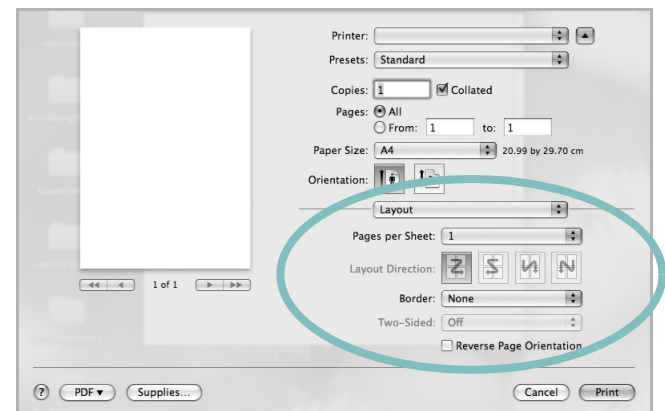 Printer:
Presets: Standard
Copies: 1 Collated
Pages: All
From: 1 to: 1
Paper Size: A4 20.99 by 29.70 cm
Orientation:
Layout
Pages per Sheet: 1
Layout Direction:
1 of 1
Border: None
Two-Sided: Off
Reverse Page Orientation
? PDF Supplies... Cancel Print